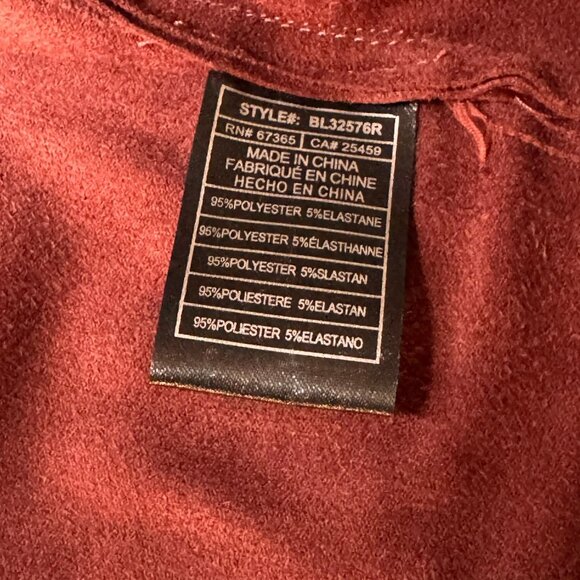 STYLE#: BL32576R
RN# 67365 CA# 25459
MADE IN CHINA
FABRIQUÉ EN CHINE
HECHO EN CHINA
95%POLYESTER 5%ELASTANE
95%POLYESTER 5%ÉLASTHANNE
95%POLYESTER 5%SLASTAN
95%POLIESTERE 5%ELASTAN
95%POLIESTER 5%ELASTANO